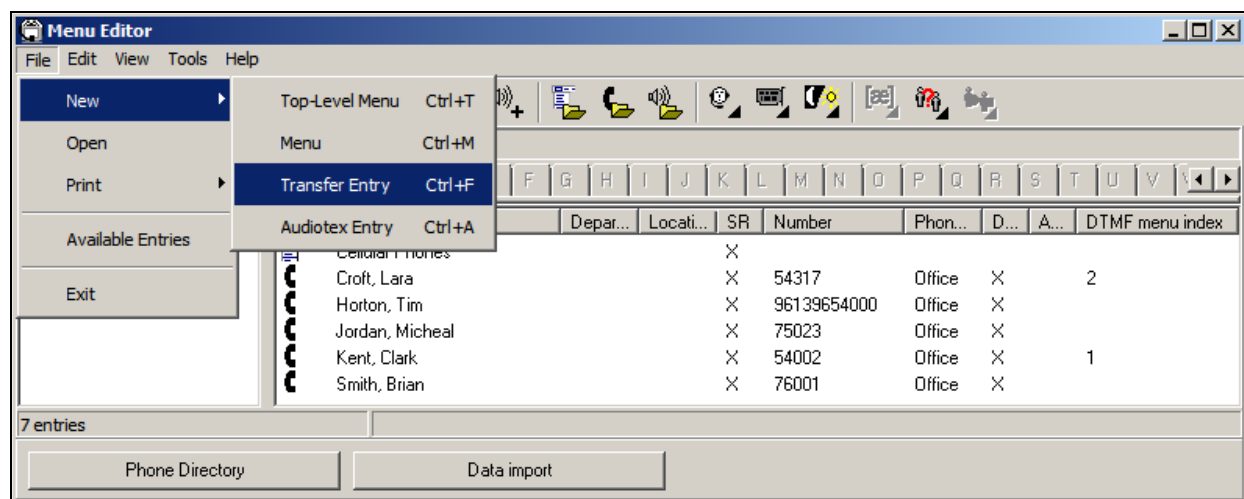 Menu Editor
File Edit View Tools Help
New
Top-Level Menu Ctrl+T
Open
Menu Ctrl+M
Print
Transfer Entry Ctrl+F
Audiotex Entry Ctrl+A
Available Entries
Exit
F G H I J K L M N O P Q R S T U V
Depar... Locati... SR Number Phon... D... A... DTMF menu index
Cellular Phones X
Croft, Lara X 54317 Office X 2
Horton, Tim X 96139654000 Office X
Jordan, Micheal X 75023 Office X
Kent, Clark X 54002 Office X 1
Smith, Brian X 76001 Office X
7 entries
Phone Directory Data import